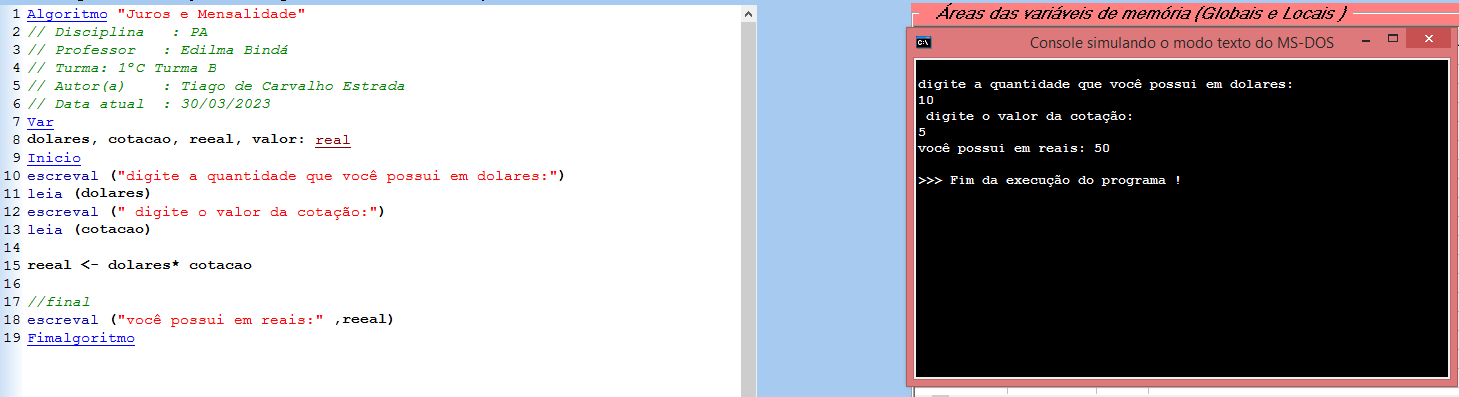 1 Algoritmo "Juros e Mensalidade"
2 // Disciplina   : PA
3 // Professor   : Edilma Bindá
4 // Turma: 1ºC Turma B
5 // Autor(a)    : Tiago de Carvalho Estrada
6 // Data atual  : 30/03/2023
7 Var
8 dolares, cotacao, reeal, valor: real
9 Inicio
10 escreval ("digite a quantidade que você possui em dolares:")
11 leia (dolares)
12 escreval (" digite o valor da cotação:")
13 leia (cotacao)
14
15 reeal <- dolares* cotacao
16
17 //final
18 escreval ("você possui em reais:" ,reeal)
19 Fimalgoritmo
Áreas das variáveis de memória (Globais e Locais )
C:\ Console simulando o modo texto do MS-DOS
digite a quantidade que você possui em dolares:
10
 digite o valor da cotação:
5
você possui em reais: 50
>>> Fim da execução do programa !